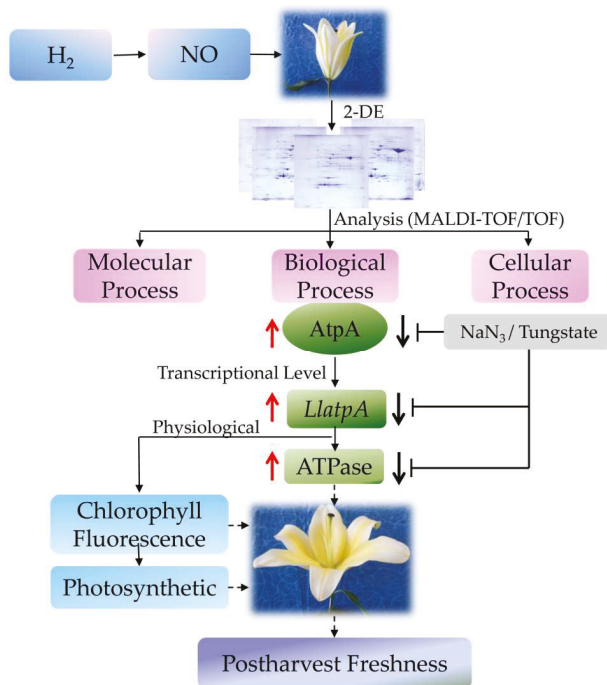 H₂
NO
2-DE
Analysis (MALDI-TOF/TOF)
Molecular
Process
Biological
Process
Cellular
Process
AtpA
NaN₃ / Tungstate
Transcriptional Level
LlatpA
Physiological
ATPase
Chlorophyll
Fluorescence
Photosynthetic
Postharvest Freshness